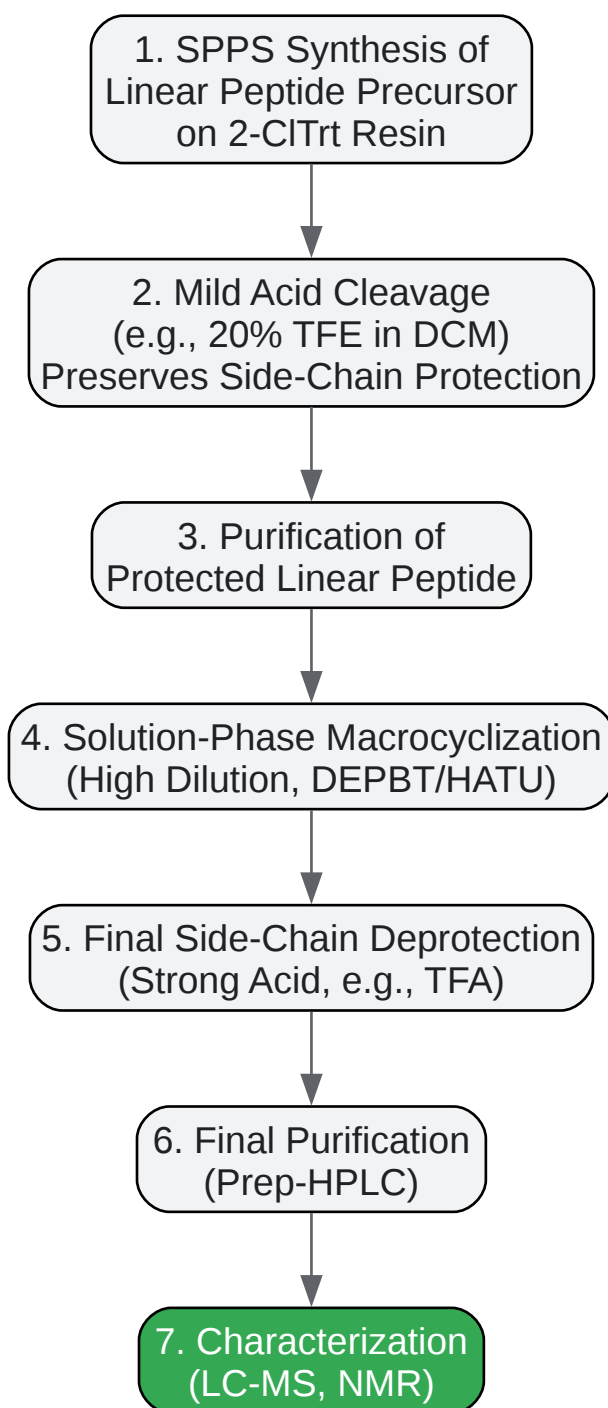 1. SPPS Synthesis of
Linear Peptide Precursor
on 2-ClTrt Resin
2. Mild Acid Cleavage
(e.g., 20% TFE in DCM)
Preserves Side-Chain Protection
3. Purification of
Protected Linear Peptide
4. Solution-Phase Macrocyclization
(High Dilution, DEPBT/HATU)
5. Final Side-Chain Deprotection
(Strong Acid, e.g., TFA)
6. Final Purification
(Prep-HPLC)
7. Characterization
(LC-MS, NMR)